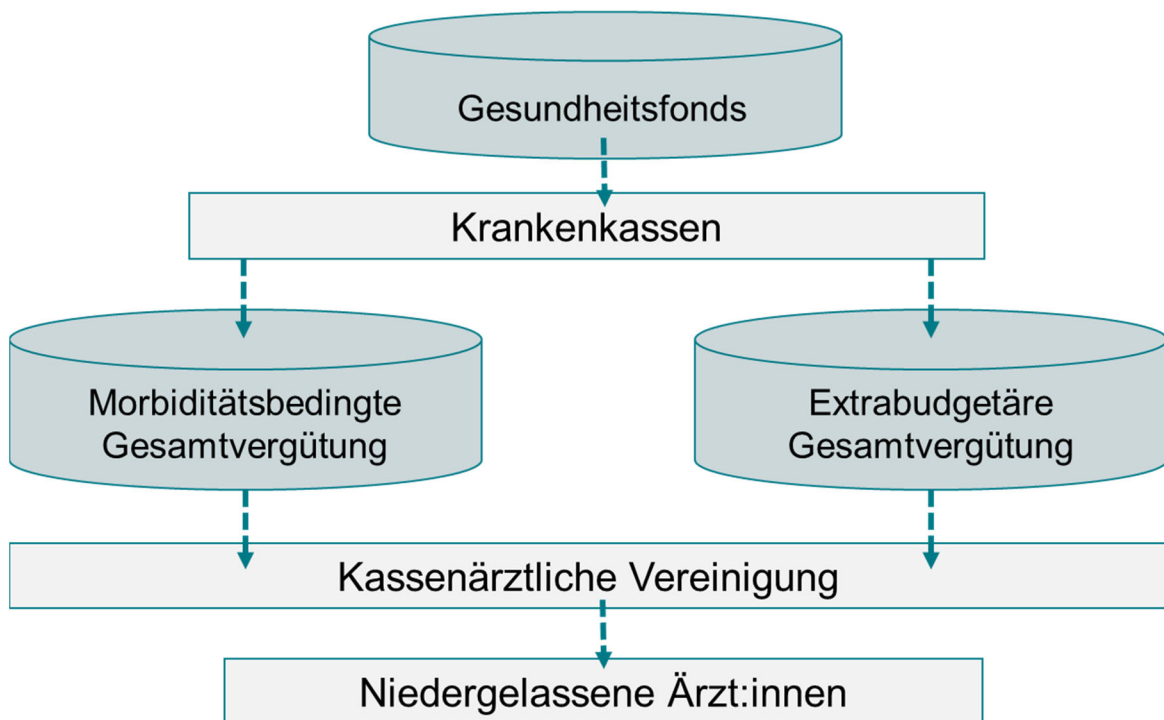 Gesundheitsfonds
Krankenkassen
Morbiditätsbedingte
Gesamtvergütung
Extrabudgetäre
Gesamtvergütung
Kassenärztliche Vereinigung
Niedergelassene Ärzt:innen